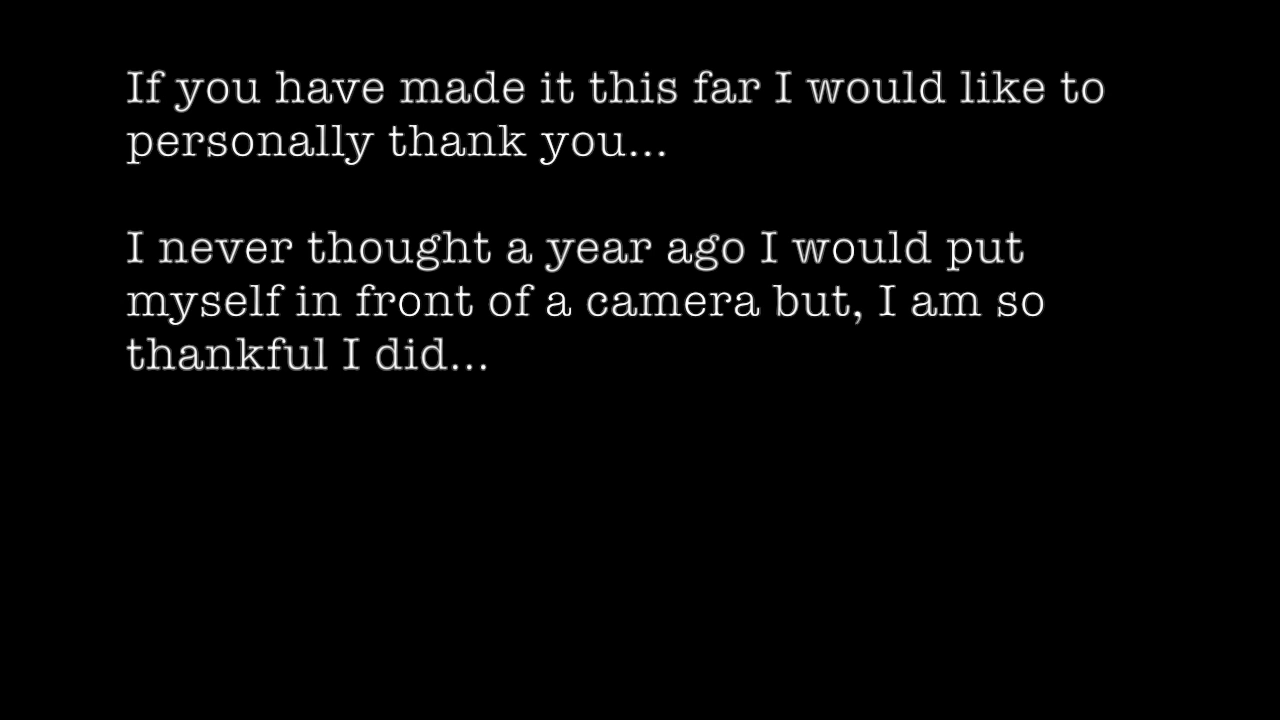 If you have made it this far I would like to
personally thank you...
I never thought a year ago I would put
myself in front of a camera but, I am so
thankful I did...